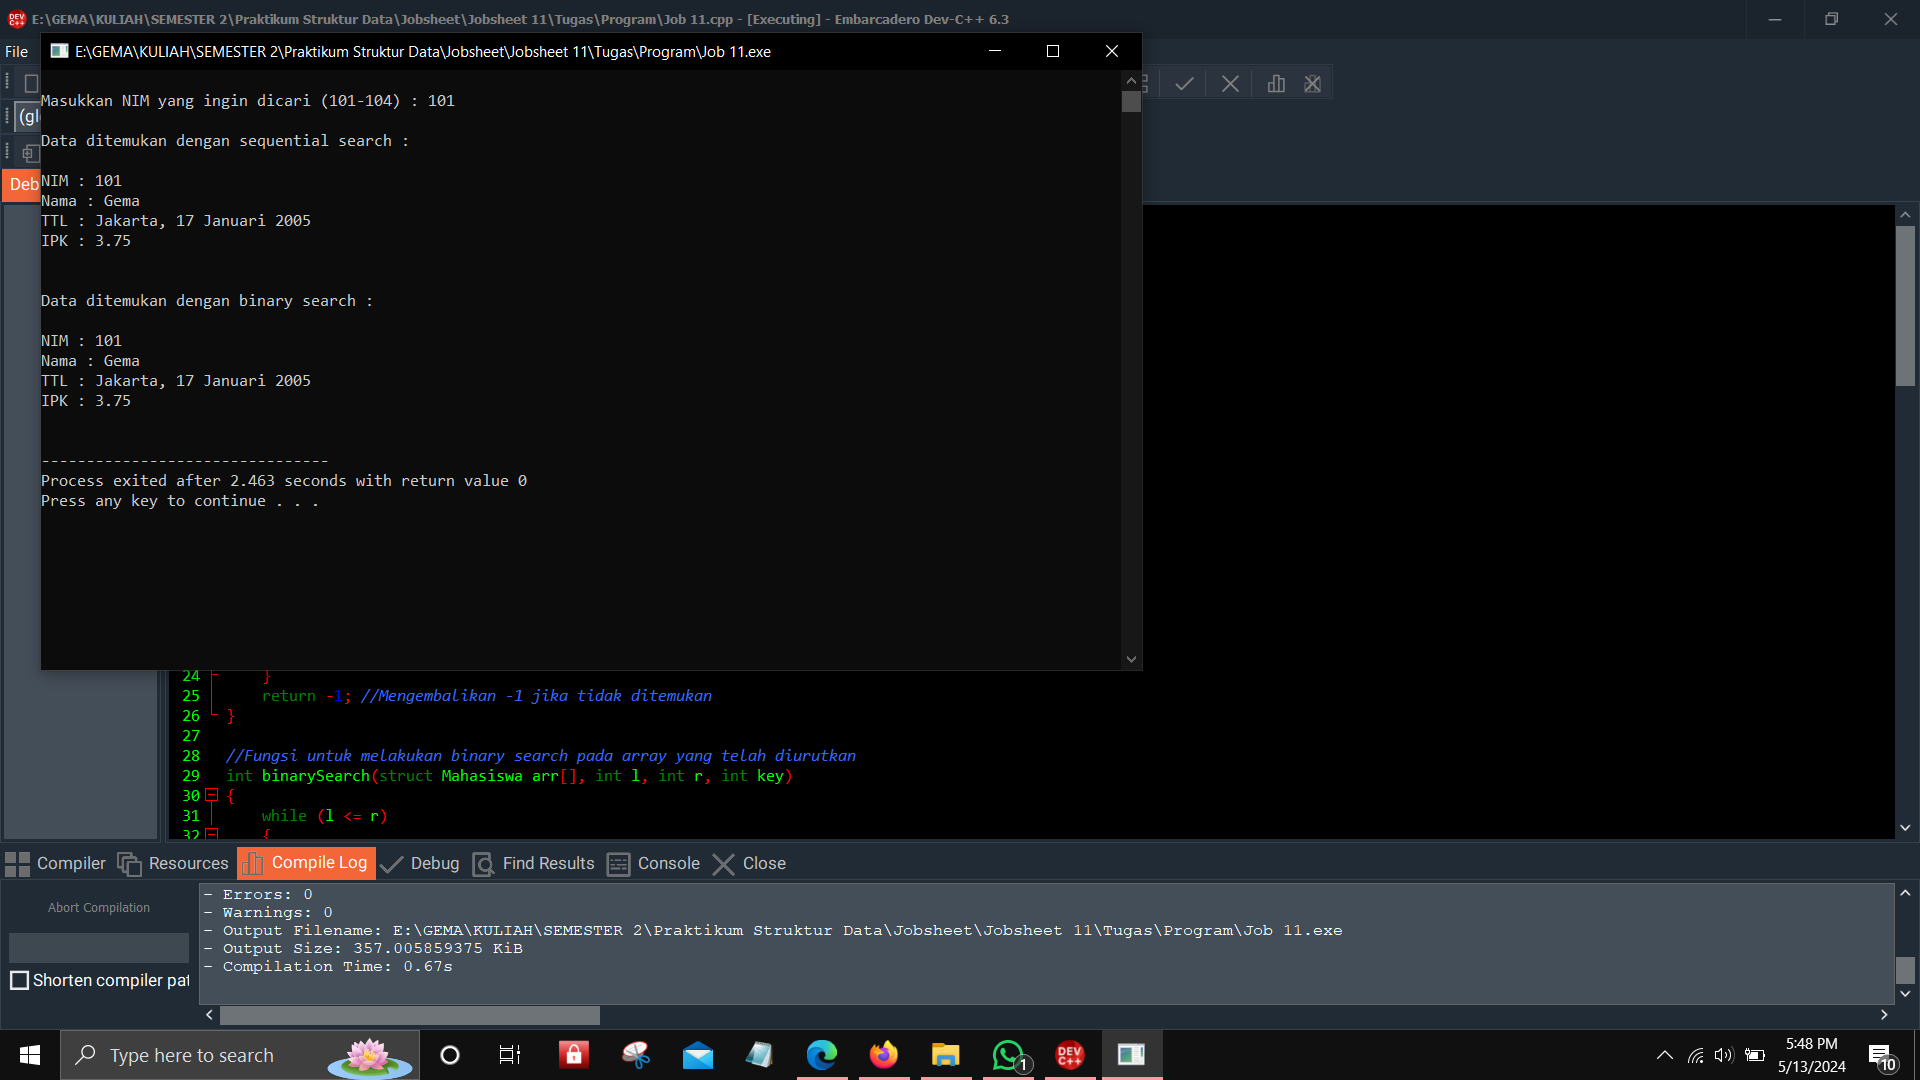 E:\GEMA\KULIAH\SEMESTER 2\Praktikum Struktur Data\Jobsheet\Jobsheet 11\Tugas\Program\Job 11.cpp - [Executing] - Embarcadero Dev-C++ 6.3
File
E:\GEMA\KULIAH\SEMESTER 2\Praktikum Struktur Data\Jobsheet\Jobsheet 11\Tugas\Program\Job 11.exe
(gl
Deb
Masukkan NIM yang ingin dicari (101-104) : 101
Data ditemukan dengan sequential search :
NIM : 101
Nama : Gema
TTL : Jakarta, 17 Januari 2005
IPK : 3.75
Data ditemukan dengan binary search :
NIM : 101
Nama : Gema
TTL : Jakarta, 17 Januari 2005
IPK : 3.75
--------------------------------
Process exited after 2.463 seconds with return value 0
Press any key to continue . . .
24 }
25 return -1; //Mengembalikan -1 jika tidak ditemukan
26 }
27
28 //Fungsi untuk melakukan binary search pada array yang telah diurutkan
29 int binarySearch(struct Mahasiswa arr[], int l, int r, int key)
30 {
31 while (l <= r)
32 {
Compiler Resources Compile Log Debug Find Results Console Close
Abort Compilation
Shorten compiler pat
- Errors: 0
- Warnings: 0
- Output Filename: E:\GEMA\KULIAH\SEMESTER 2\Praktikum Struktur Data\Jobsheet\Jobsheet 11\Tugas\Program\Job 11.exe
- Output Size: 357.005859375 KiB
- Compilation Time: 0.67s
Type here to search
1
DEV C++
5:48 PM
5/13/2024
10